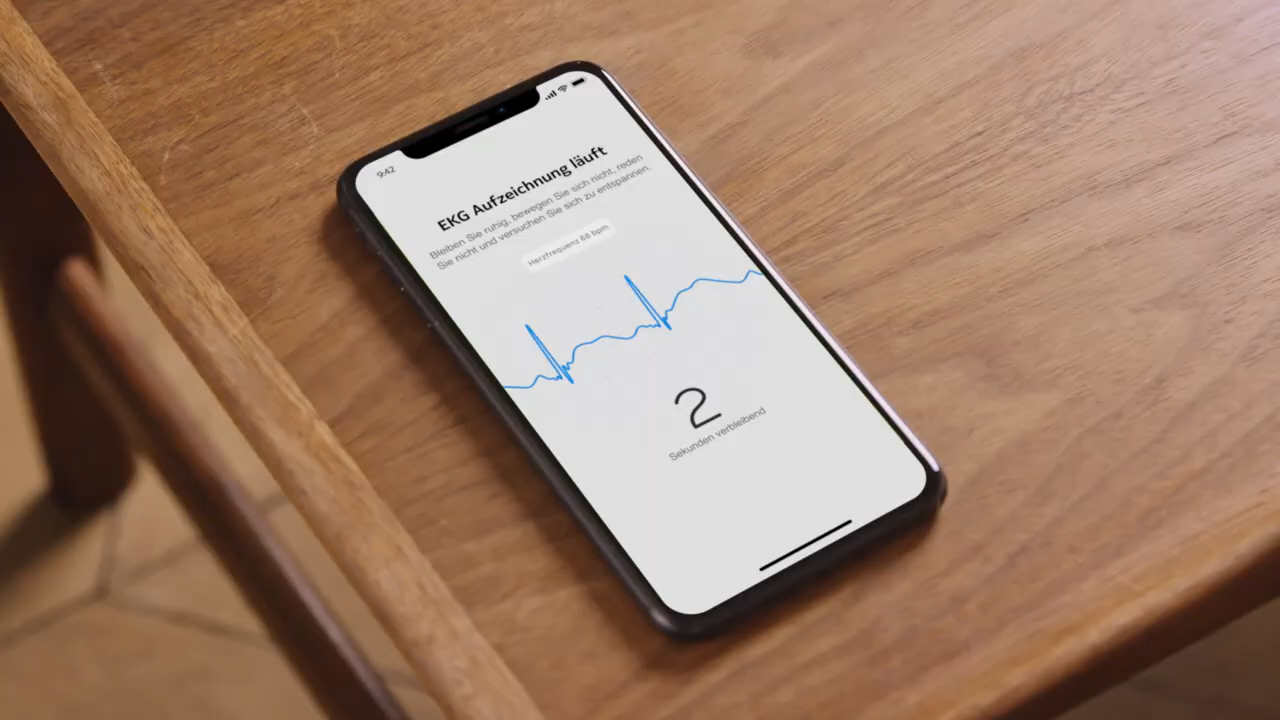 9:42
EKG Aufzeichnung läuft
Bleiben Sie ruhig, bewegen Sie sich nicht, reden
Sie nicht und versuchen Sie sich zu entspannen.
Herzfrequenz 68 bpm
2
Sekunden verbleibend